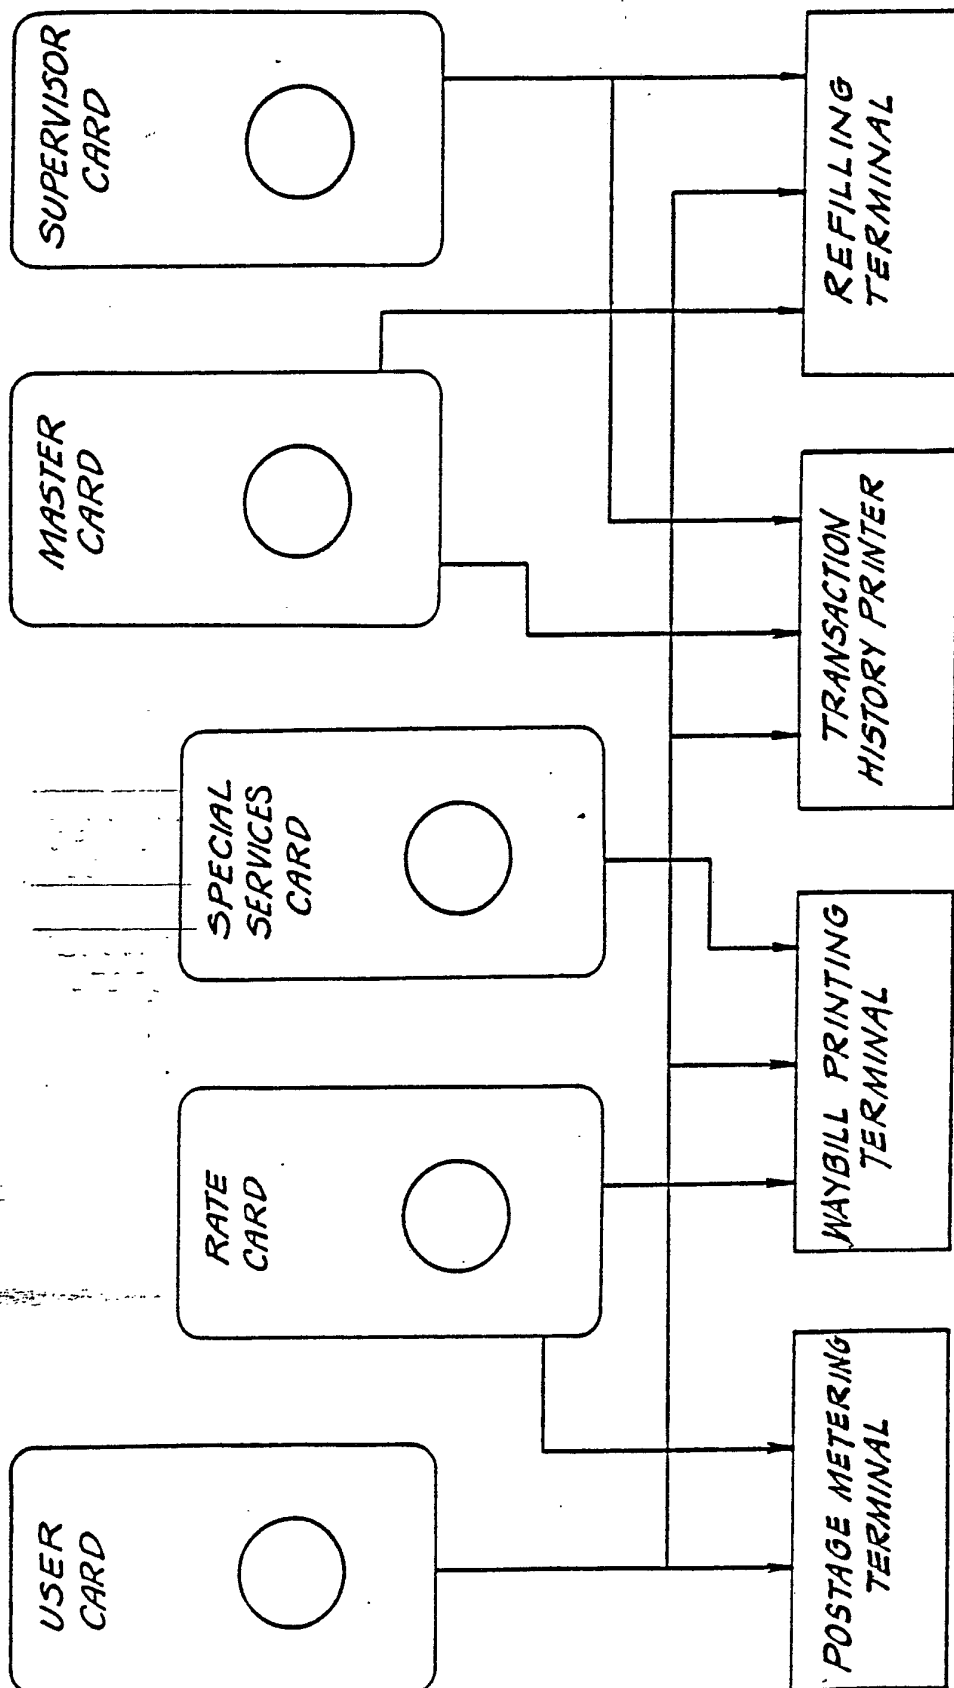 USER
CARD
RATE
CARD
SPECIAL
SERVICES
CARD
MASTER
CARD
SUPERVISOR
CARD
POSTAGE METERING
TERMINAL
WAYBILL PRINTING
TERMINAL
TRANSACTION
HISTORY PRINTER
REFILLING
TERMINAL